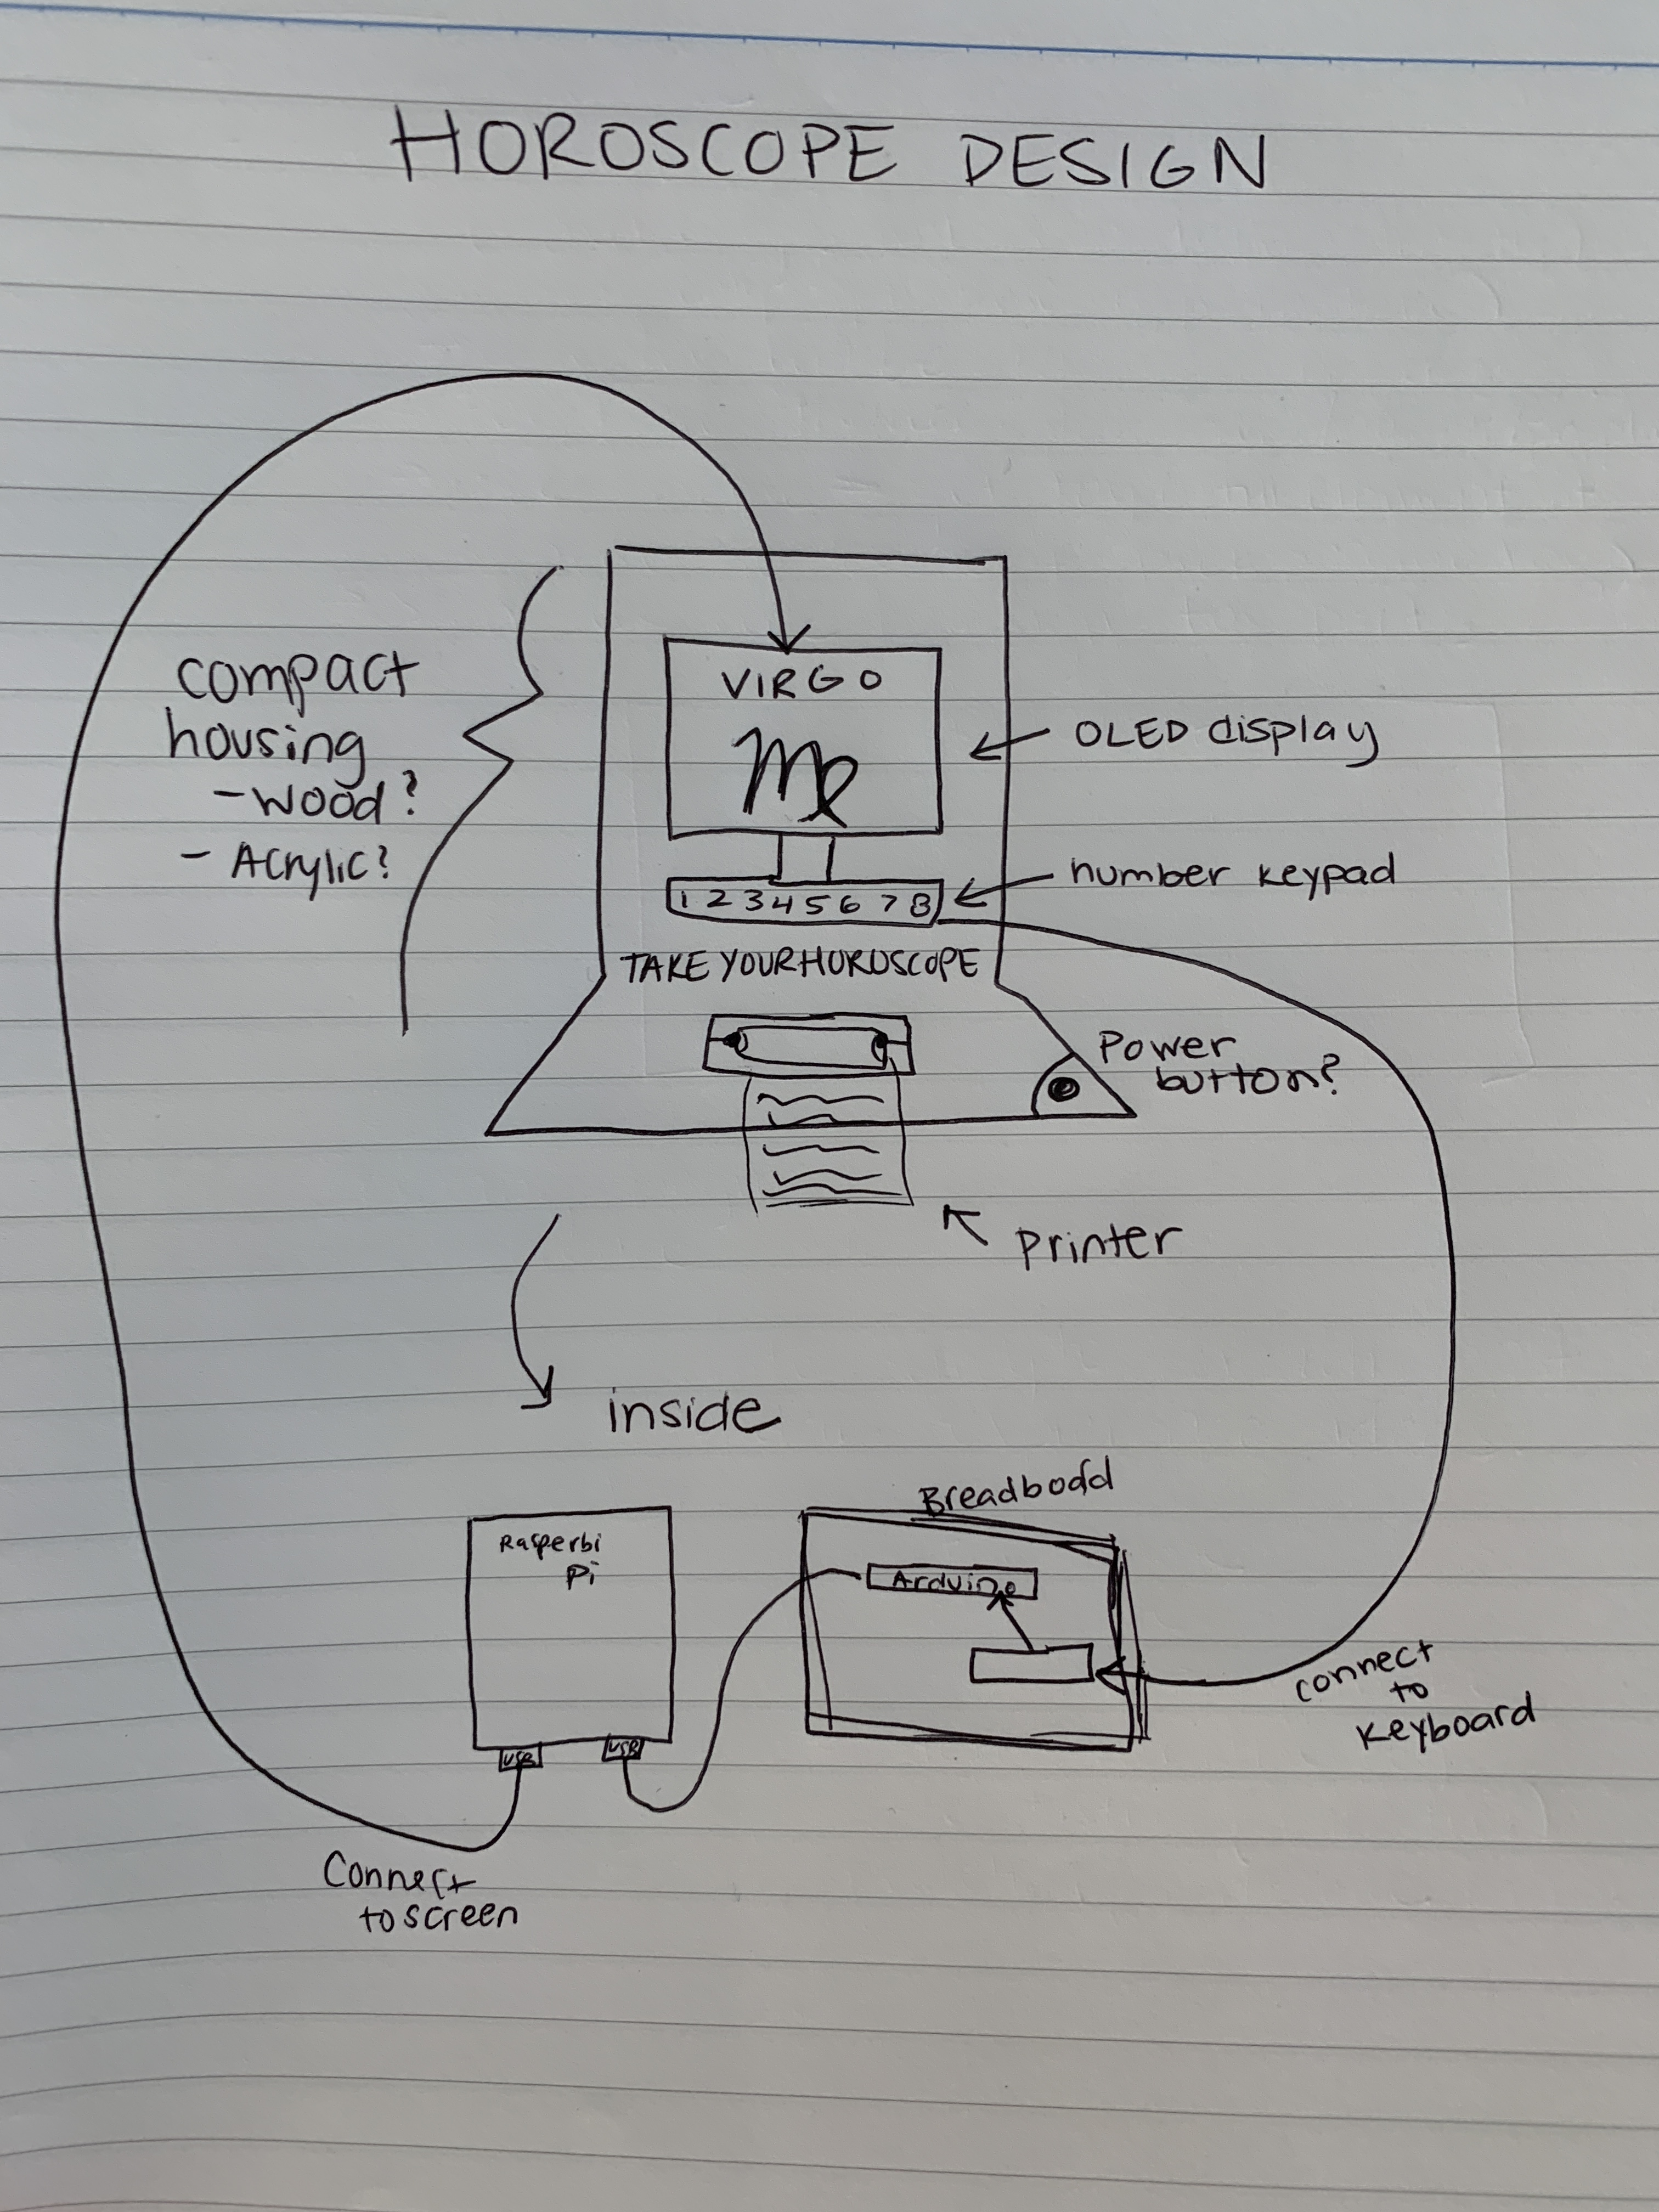 HOROSCOPE DESIGN
compact
housing
- wood?
- Acrylic?
VIRGO
OLED display
number keypad
1 2 3 4 5 6 7 8
TAKE YOUR HOROSCOPE
Power
button?
printer
inside
Breadbodd
Rasperbi
Pi
Arduino
USB
USB
connect
to
keyboard
Connect
to screen